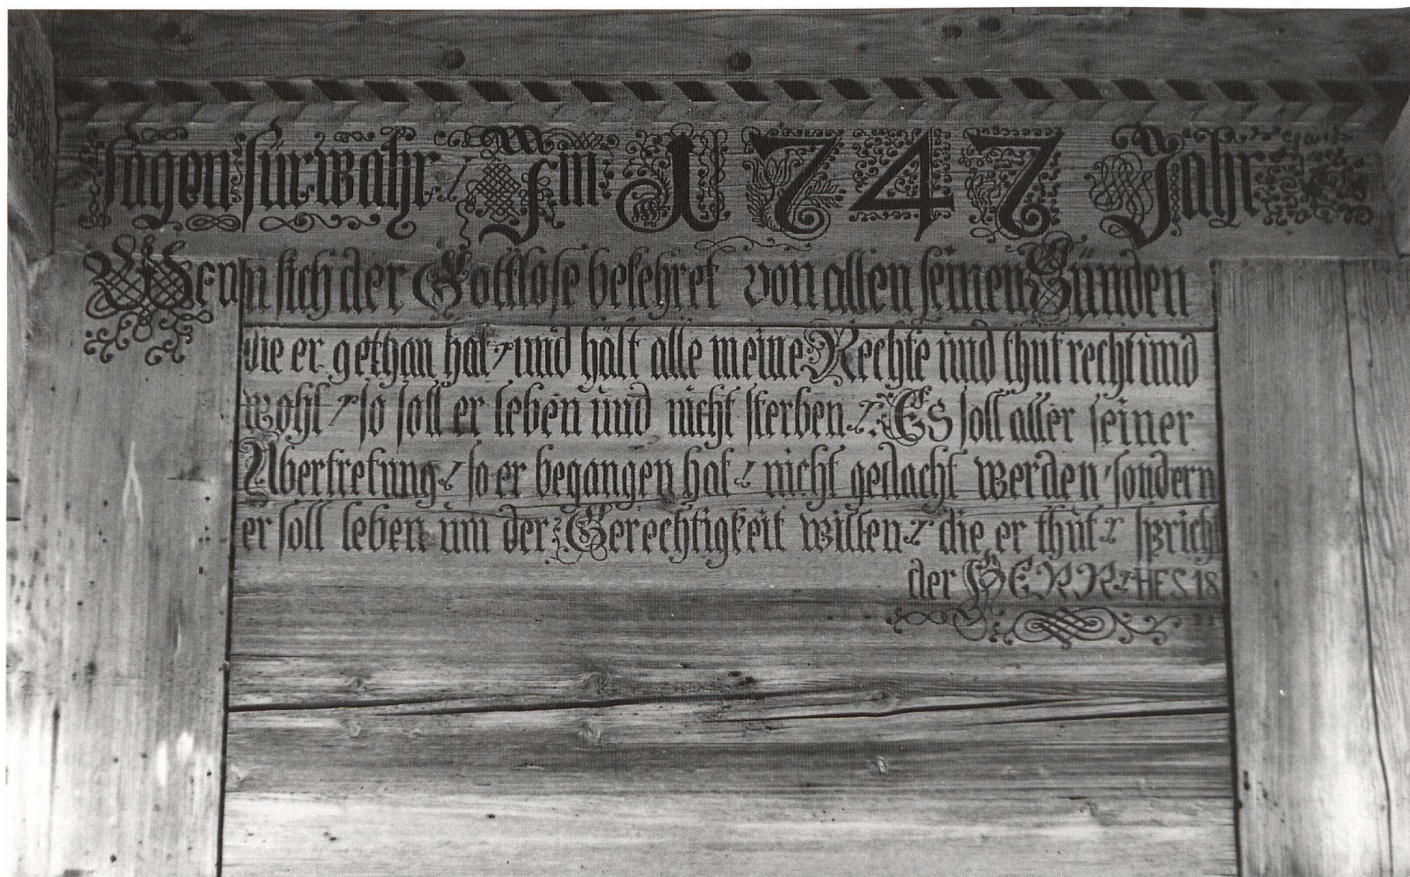 sagen fürwahr. Im 1747 Jahr
Wenn sich der Gottlose bekehret von allen seinen Sünden
die er gethan hat / und hält alle meine Rechte und thut recht und
wohl / so soll er leben und nicht sterben / Es soll aller seiner
Ubertretung / so er begangen hat / nicht gedacht werden / sondern
er soll leben um der Gerechtigkeit willen / die er thut / spricht
der HERR / HES. 18